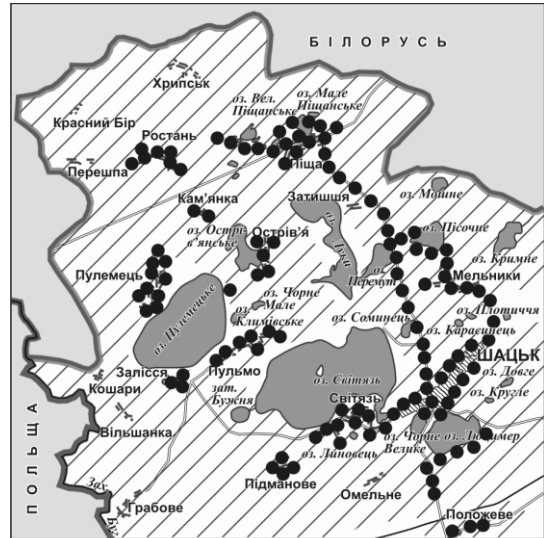 БІЛОРУСЬ
Хрипськ
оз. Вел.
Піщанське
оз. Мале
Піщанське
Красний Бір
Ростань
Піща
Перешпа
Кам'янка
Затишшя
оз. Мошне
оз. Острів'янське
Острів'я
оз. Луки
оз. Пісочне
оз. Кримне
Пулемець
оз. Перемут
Мельники
оз. Пулемецьке
оз. Чорне
Мале
оз. Климівське
оз. Соминець
оз. Плотиччя
оз. Карасинець
ШАЦЬК
Залісся
Пульмо
Кошари
зат.
Бужня
оз. Світязь
оз. Довге
оз. Кругле
Світязь
Вільшанка
оз. Чорне
Велике
оз. Люцимер
оз. Линовець
ПОЛЬЩА
Підманове
Омельне
Зах.
Буг
Грабове
Положеве